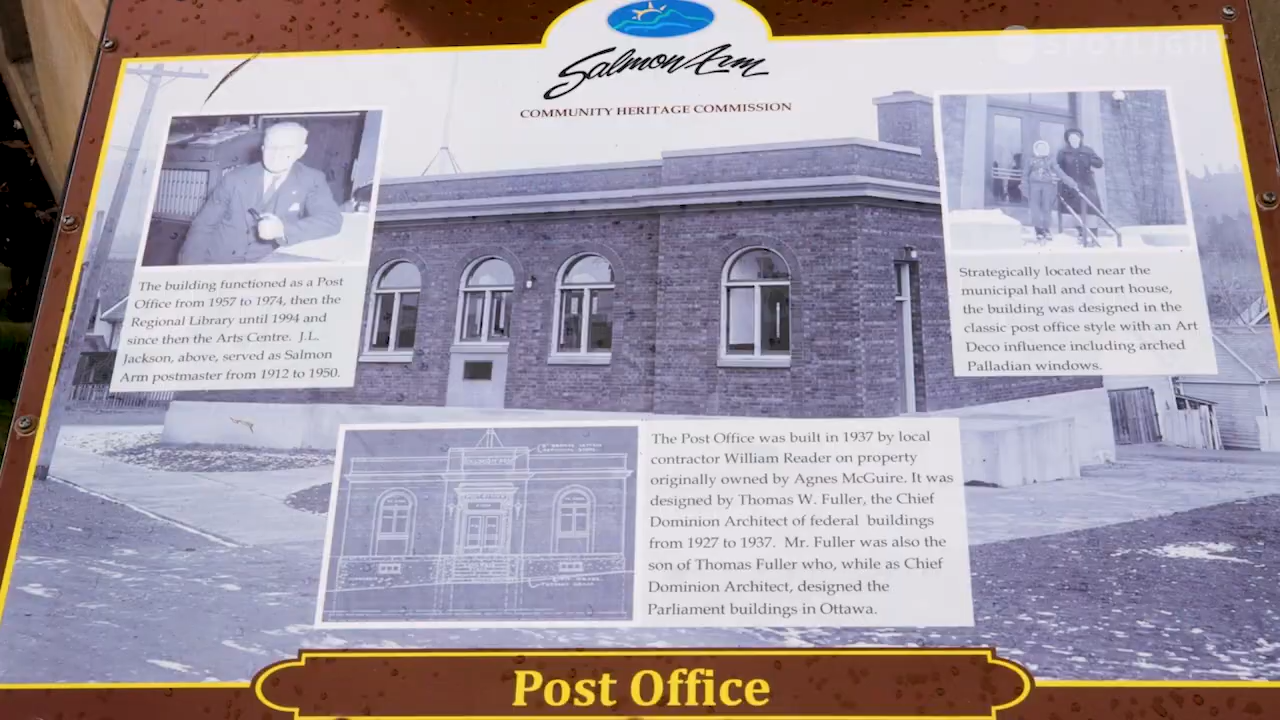 SPOTLIGHT
Salmon Arm
COMMUNITY HERITAGE COMMISSION
The building functioned as a Post
Office from 1957 to 1974, then the
Regional Library until 1994 and
since then the Arts Centre. J.L.
Jackson, above, served as Salmon
Arm postmaster from 1912 to 1950.
Strategically located near the
municipal hall and court house,
the building was designed in the
classic post office style with an Art
Deco influence including arched
Palladian windows.
The Post Office was built in 1937 by local
contractor William Reader on property
originally owned by Agnes McGuire. It was
designed by Thomas W. Fuller, the Chief
Dominion Architect of federal buildings
from 1927 to 1937. Mr. Fuller was also the
son of Thomas Fuller who, while as Chief
Dominion Architect, designed the
Parliament buildings in Ottawa.
Post Office